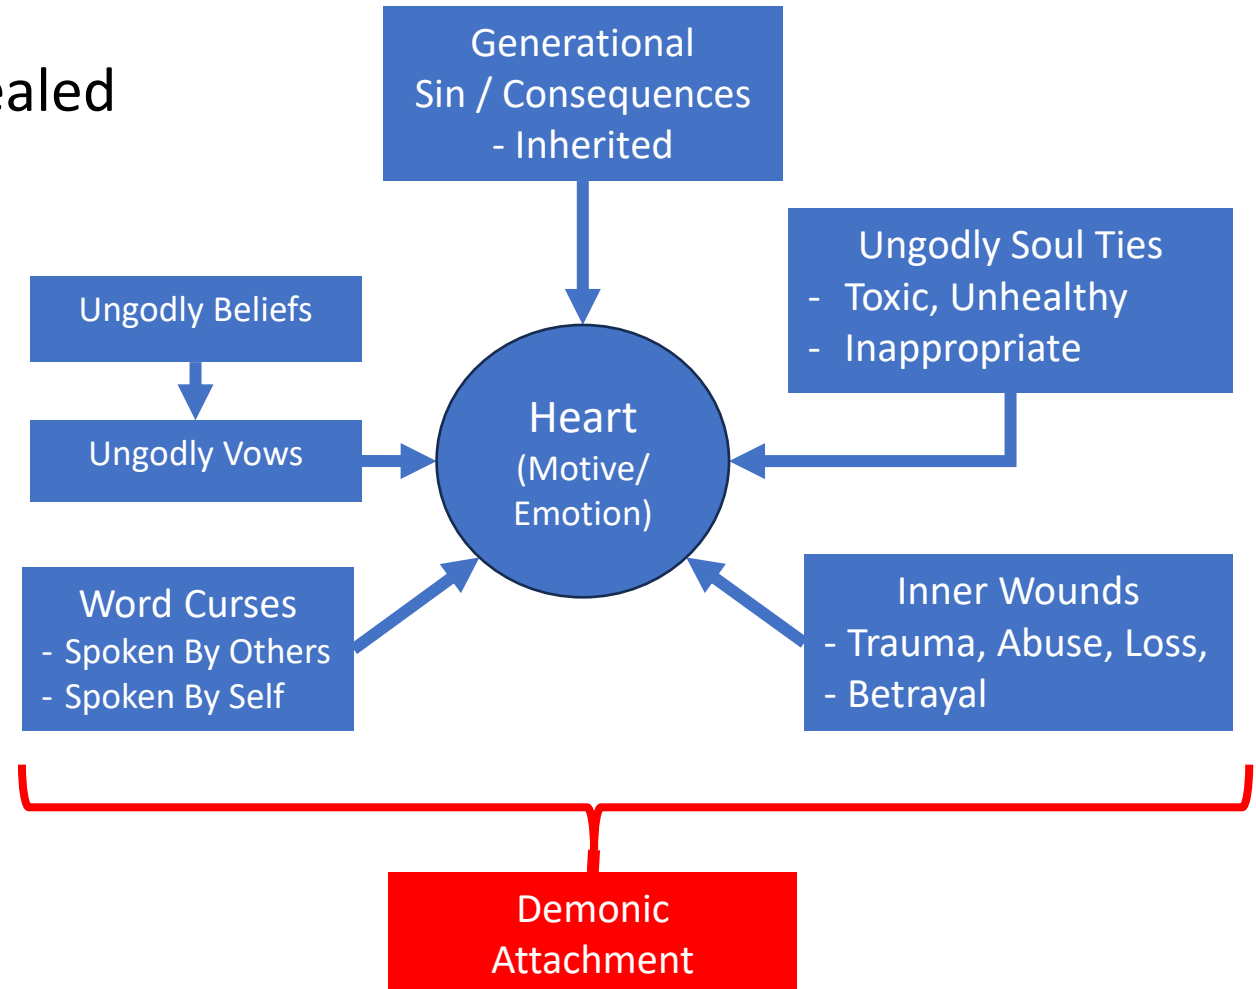 ealed
Generational
Sin / Consequences
- Inherited
Ungodly Soul Ties
- Toxic, Unhealthy
- Inappropriate
Ungodly Beliefs
Ungodly Vows
Heart
(Motive/
Emotion)
Word Curses
- Spoken By Others
- Spoken By Self
Inner Wounds
- Trauma, Abuse, Loss,
- Betrayal
Demonic
Attachment